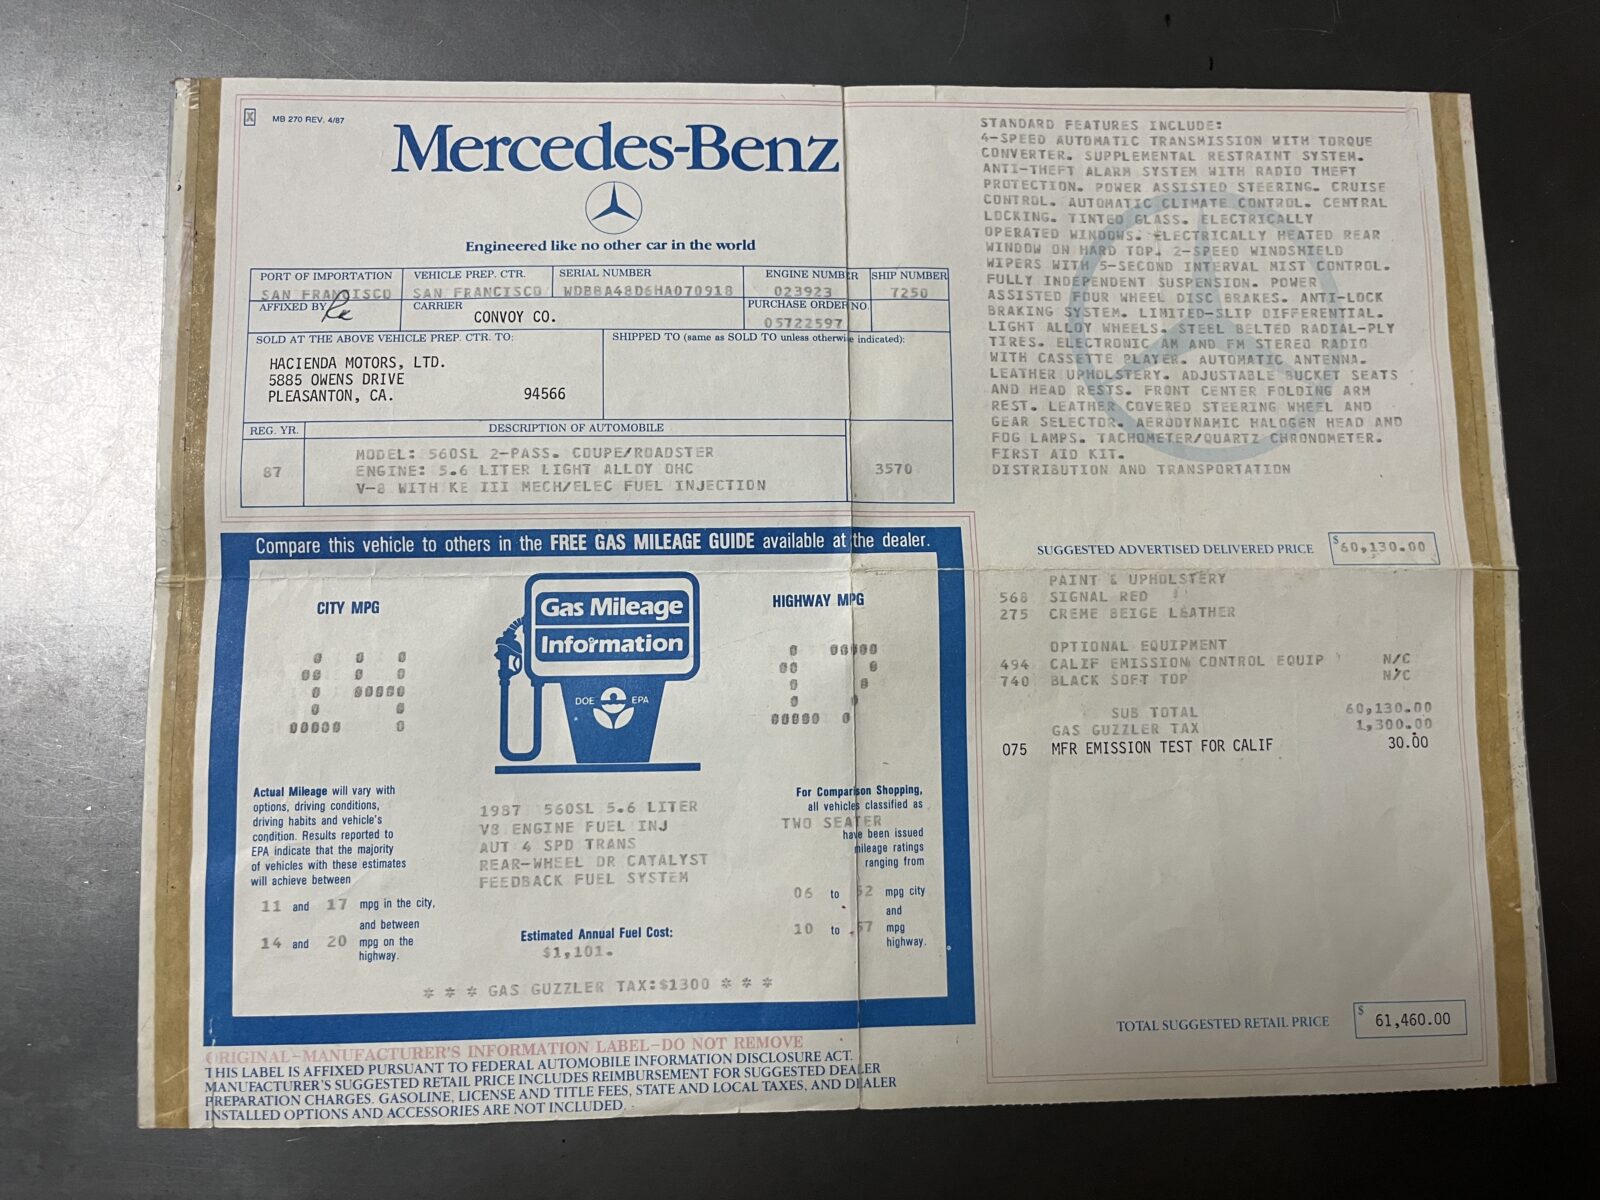 X MB 270 REV. 4/87
Mercedes-Benz
Engineered like no other car in the world
PORT OF IMPORTATION VEHICLE PREP. CTR. SERIAL NUMBER ENGINE NUMBER SHIP NUMBER
SAN FRANCISCO SAN FRANCISCO WDBBA48D6HA070918 023923 7250
AFFIXED BY CARRIER CONVOY CO. PURCHASE ORDER NO.
05722597
SOLD AT THE ABOVE VEHICLE PREP. CTR. TO: SHIPPED TO (same as SOLD TO unless otherwise indicated):
HACIENDA MOTORS, LTD.
5885 OWENS DRIVE
PLEASANTON, CA. 94566
REG. YR. DESCRIPTION OF AUTOMOBILE
MODEL: 560SL 2-PASS. COUPE/ROADSTER
87 ENGINE: 5.6 LITER LIGHT ALLOY OHC 3570
V-8 WITH KE III MECH/ELEC FUEL INJECTION
STANDARD FEATURES INCLUDE:
4-SPEED AUTOMATIC TRANSMISSION WITH TORQUE
CONVERTER. SUPPLEMENTAL RESTRAINT SYSTEM.
ANTI-THEFT ALARM SYSTEM WITH RADIO THEFT
PROTECTION. POWER ASSISTED STEERING. CRUISE
CONTROL. AUTOMATIC CLIMATE CONTROL. CENTRAL
LOCKING. TINTED GLASS. ELECTRICALLY
OPERATED WINDOWS. ELECTRICALLY HEATED REAR
WINDOW ON HARD TOP. 2-SPEED WINDSHIELD
WIPERS WITH 5-SECOND INTERVAL MIST CONTROL.
FULLY INDEPENDENT SUSPENSION. POWER
ASSISTED FOUR WHEEL DISC BRAKES. ANTI-LOCK
BRAKING SYSTEM. LIMITED-SLIP DIFFERENTIAL.
LIGHT ALLOY WHEELS. STEEL BELTED RADIAL-PLY
TIRES. ELECTRONIC AM AND FM STEREO RADIO
WITH CASSETTE PLAYER. AUTOMATIC ANTENNA.
LEATHER UPHOLSTERY. ADJUSTABLE BUCKET SEATS
AND HEAD RESTS. FRONT CENTER FOLDING ARM
REST. LEATHER COVERED STEERING WHEEL AND
GEAR SELECTOR. AERODYNAMIC HALOGEN HEAD AND
FOG LAMPS. TACHOMETER/QUARTZ CHRONOMETER.
FIRST AID KIT.
DISTRIBUTION AND TRANSPORTATION
SUGGESTED ADVERTISED DELIVERED PRICE $60,130.00
PAINT & UPHOLSTERY
568 SIGNAL RED
275 CREME BEIGE LEATHER
OPTIONAL EQUIPMENT
494 CALIF EMISSION CONTROL EQUIP N/C
740 BLACK SOFT TOP N/C
SUB TOTAL 60,130.00
GAS GUZZLER TAX 1,300.00
075 MFR EMISSION TEST FOR CALIF 30.00
TOTAL SUGGESTED RETAIL PRICE $ 61,460.00
Compare this vehicle to others in the FREE GAS MILEAGE GUIDE available at the dealer.
CITY MPG
14
Gas Mileage
Information
DOE EPA
HIGHWAY MPG
17
Actual Mileage will vary with
options, driving conditions,
driving habits and vehicle's
condition. Results reported to
EPA indicate that the majority
of vehicles with these estimates
will achieve between
11 and 17 mpg in the city,
and between
14 and 20 mpg on the
highway.
1987 560SL 5.6 LITER
V8 ENGINE FUEL INJ
AUT 4 SPD TRANS
REAR-WHEEL DR CATALYST
FEEDBACK FUEL SYSTEM
Estimated Annual Fuel Cost:
$1,101.
For Comparison Shopping,
all vehicles classified as
TWO SEATER
have been issued
mileage ratings
ranging from
06 to 52 mpg city
and
10 to 57 mpg
highway.
* * * GAS GUZZLER TAX:$1300 * * *
ORIGINAL-MANUFACTURER'S INFORMATION LABEL-DO NOT REMOVE
THIS LABEL IS AFFIXED PURSUANT TO FEDERAL AUTOMOBILE INFORMATION DISCLOSURE ACT.
MANUFACTURER'S SUGGESTED RETAIL PRICE INCLUDES REIMBURSEMENT FOR SUGGESTED DEALER
PREPARATION CHARGES. GASOLINE, LICENSE AND TITLE FEES, STATE AND LOCAL TAXES, AND DEALER
INSTALLED OPTIONS AND ACCESSORIES ARE NOT INCLUDED.